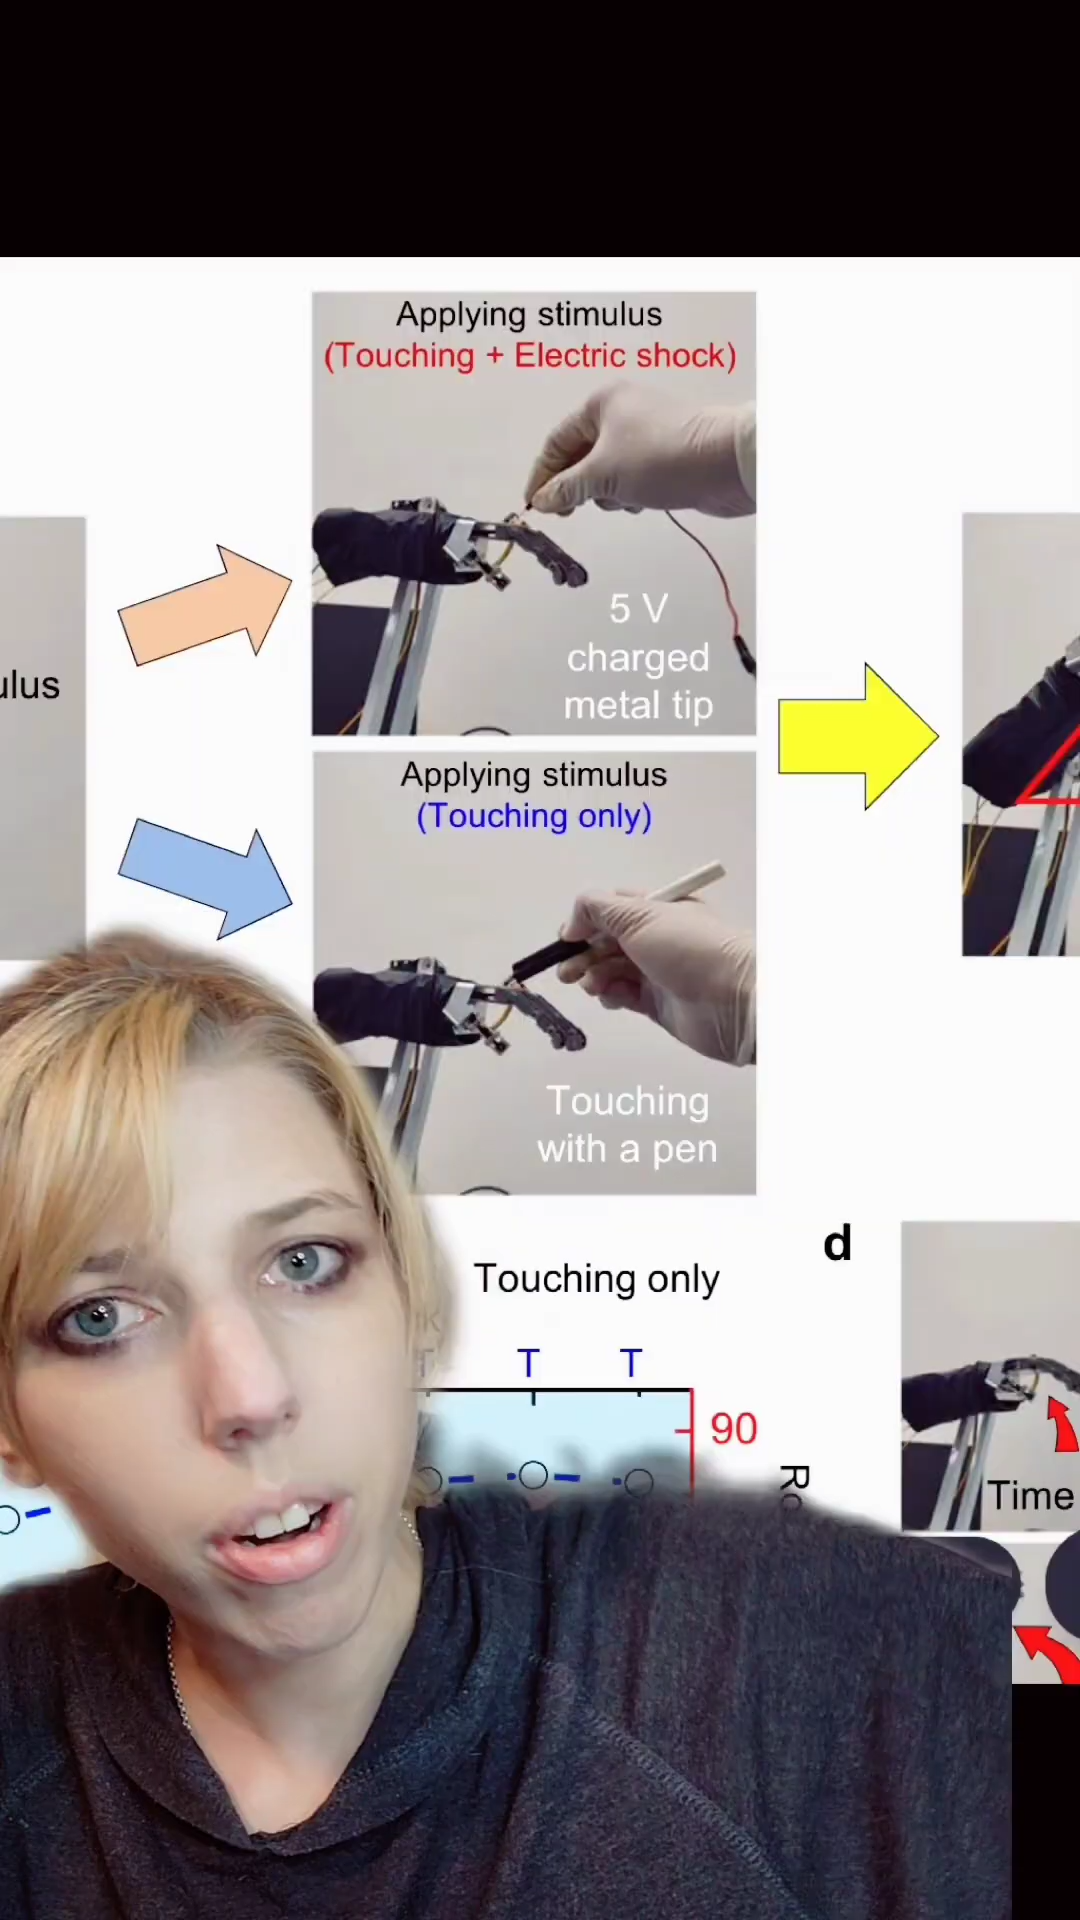 Applying stimulus
(Touching + Electric shock)
5 V
charged
metal tip
ulus
Applying stimulus
(Touching only)
Touching
with a pen
d
Touching only
T T T
90
Time